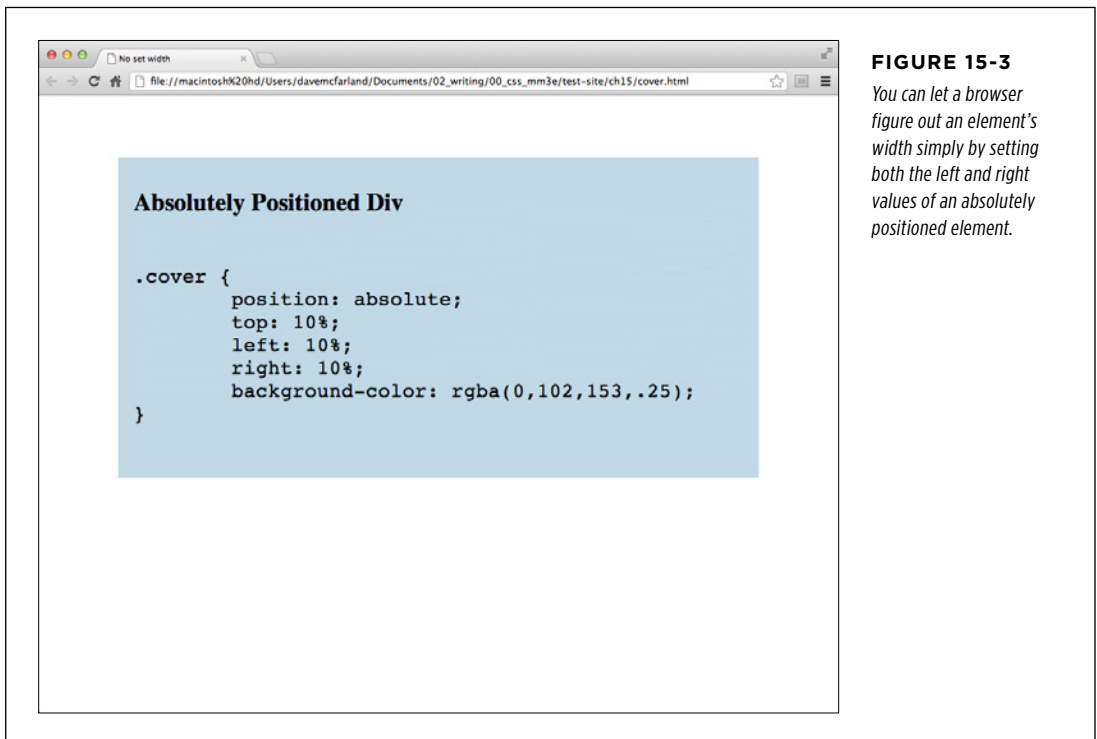 No set width
file://macintosh%20hd/Users/davemcfarland/Documents/02_writing/00_css_mm3e/test-site/ch15/cover.html
Absolutely Positioned Div
.cover {
position: absolute;
top: 10%;
left: 10%;
right: 10%;
background-color: rgba(0,102,153,.25);
}
FIGURE 15-3
You can let a browser
figure out an element’s
width simply by setting
both the left and right
values of an absolutely
positioned element.